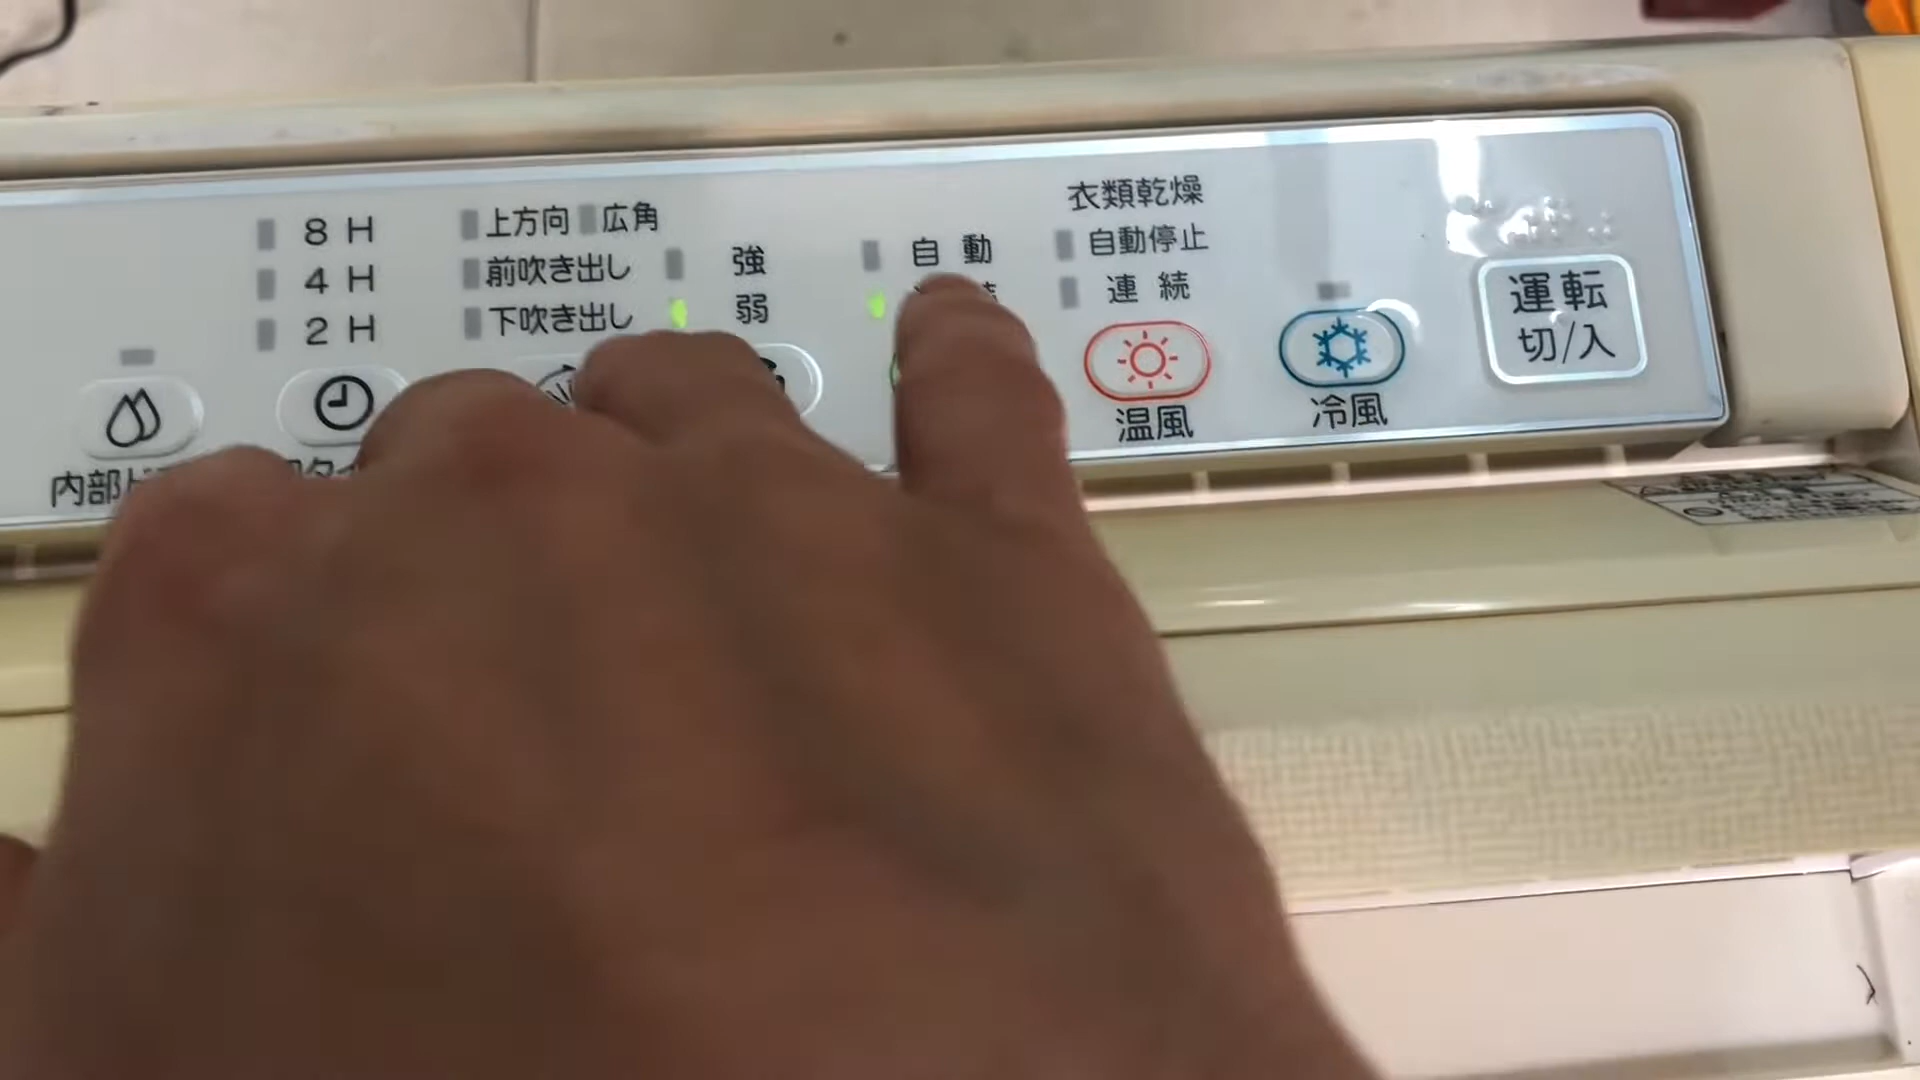 8 H
4 H
2 H
上方向 広角
前吹き出し
下吹き出し
強
弱
自動
衣類乾燥
自動停止
連続
温風
冷風
運転
切/入
内部